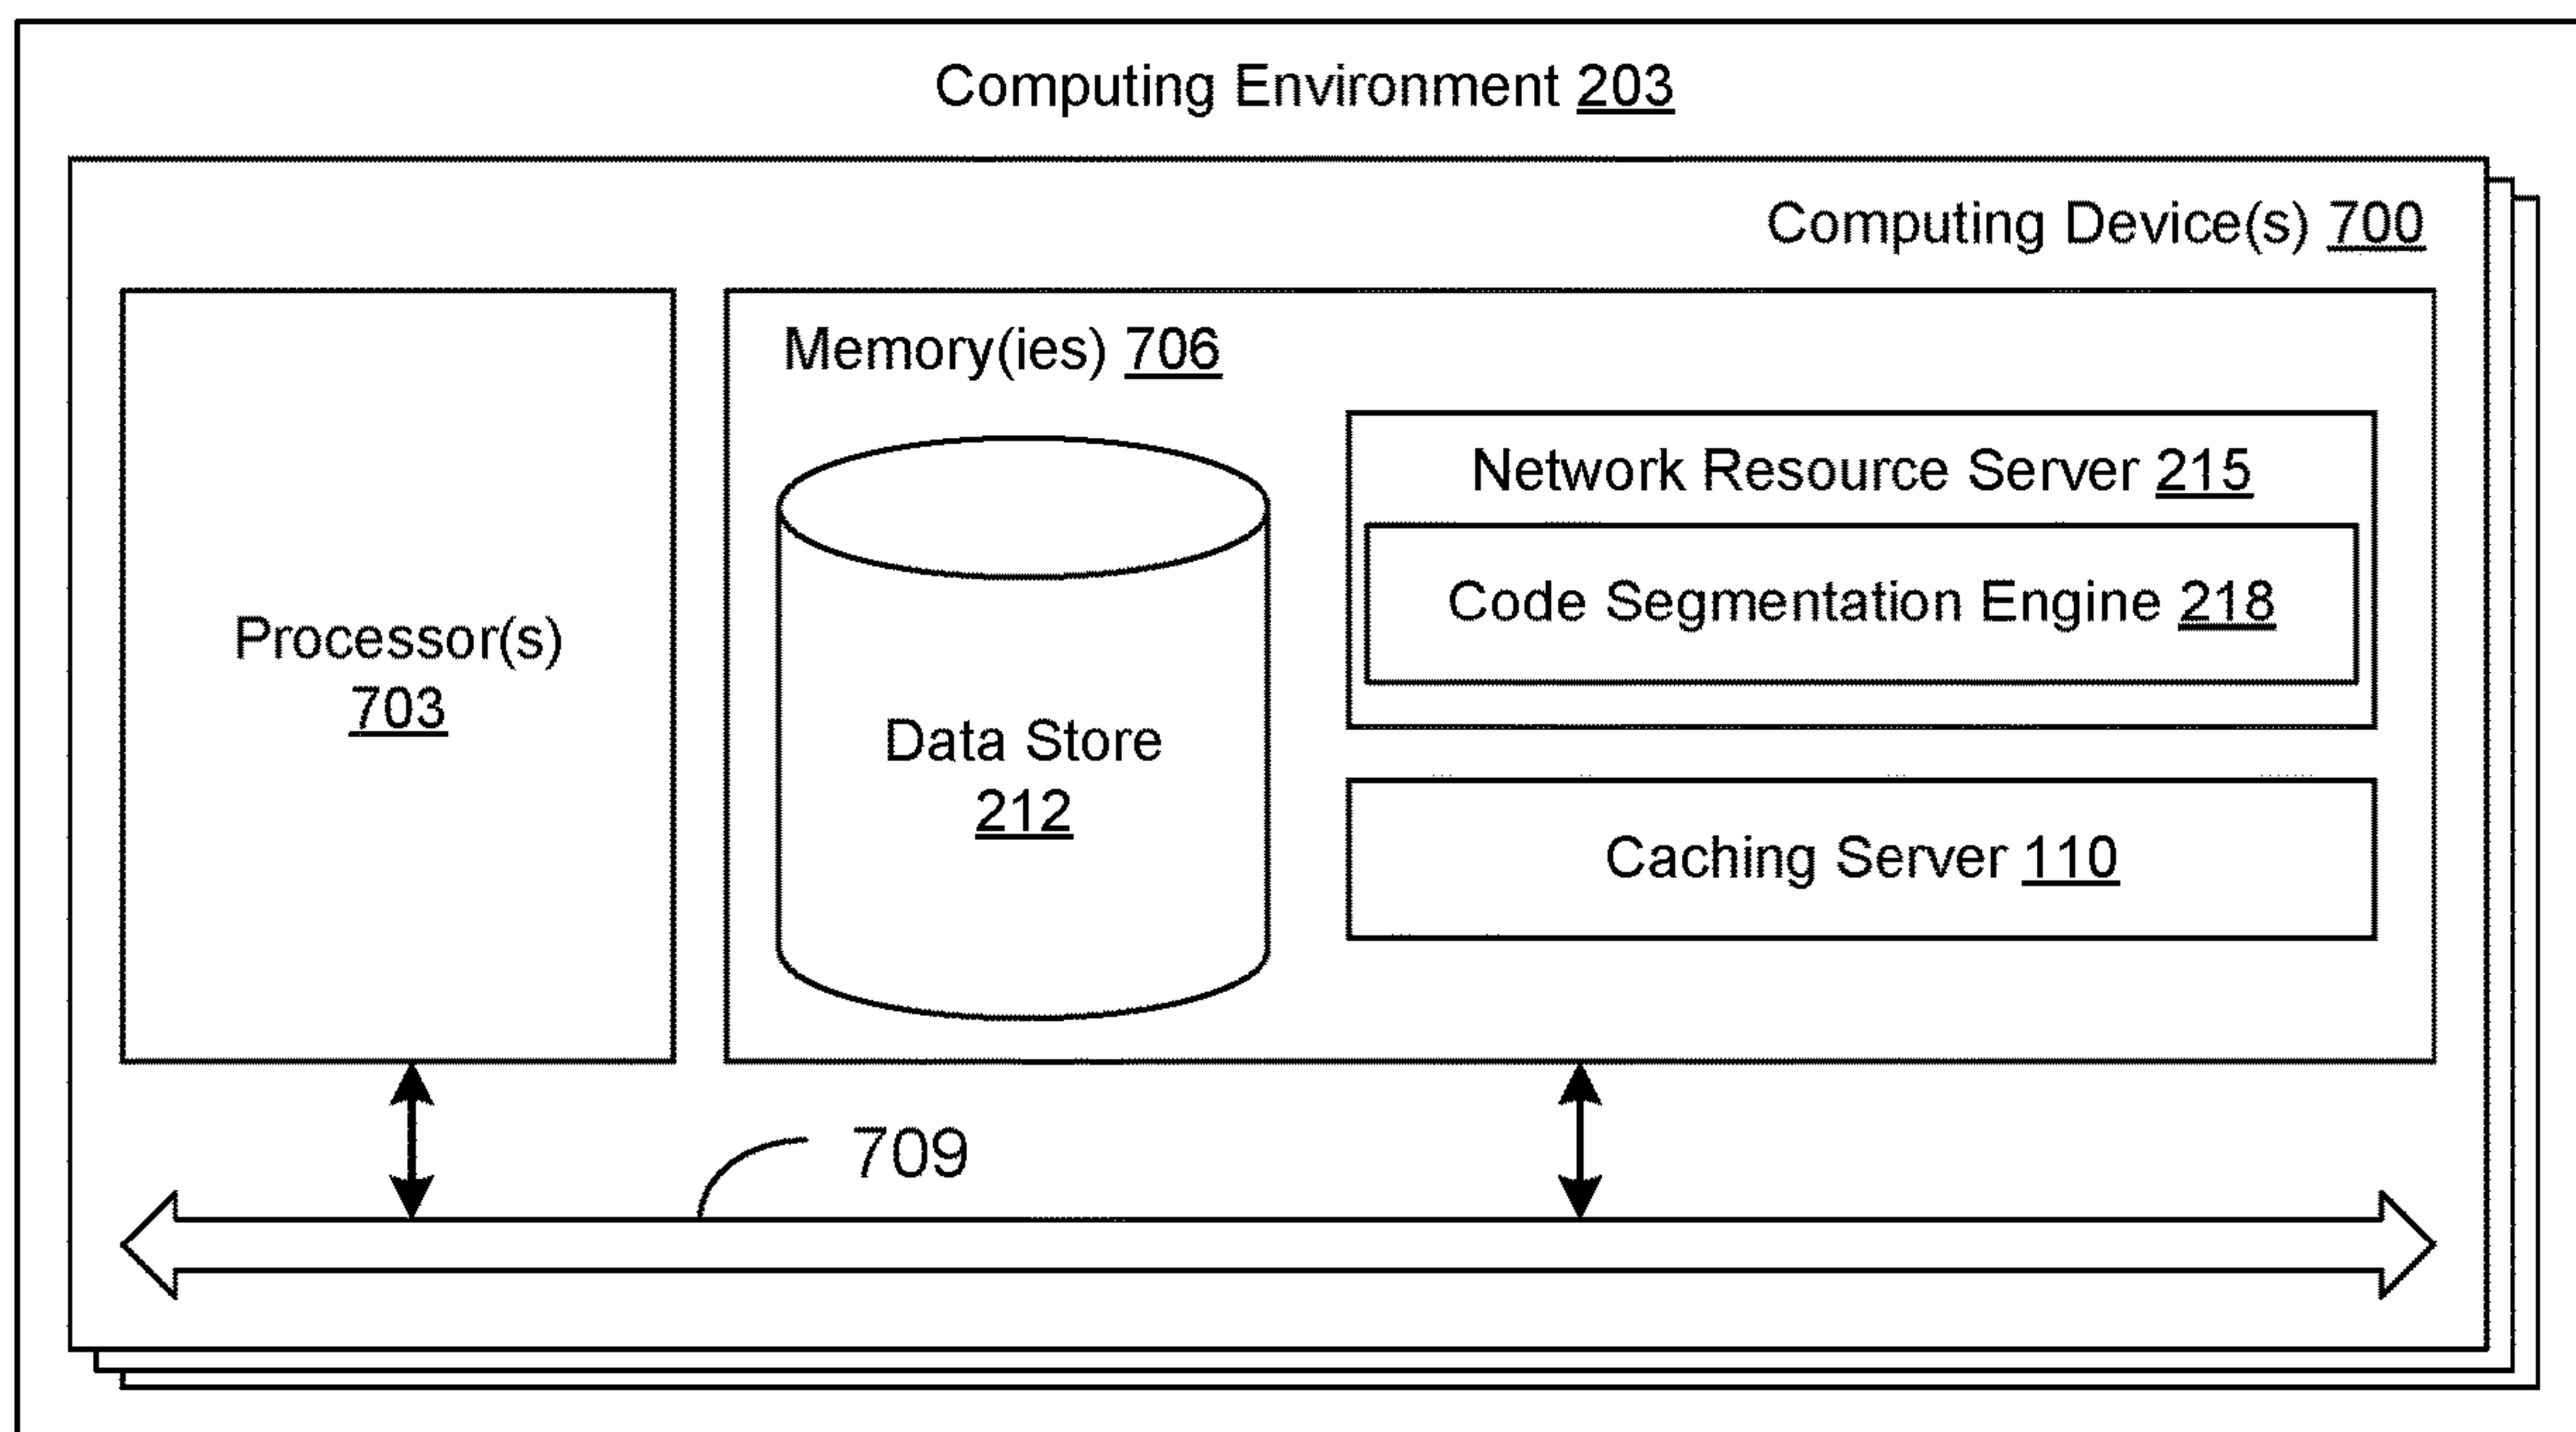 Computing Environment 203
Computing Device(s) 700
Memory(ies) 706
Network Resource Server 215
Code Segmentation Engine 218
Processor(s)
703
Data Store
212
Caching Server 110
709